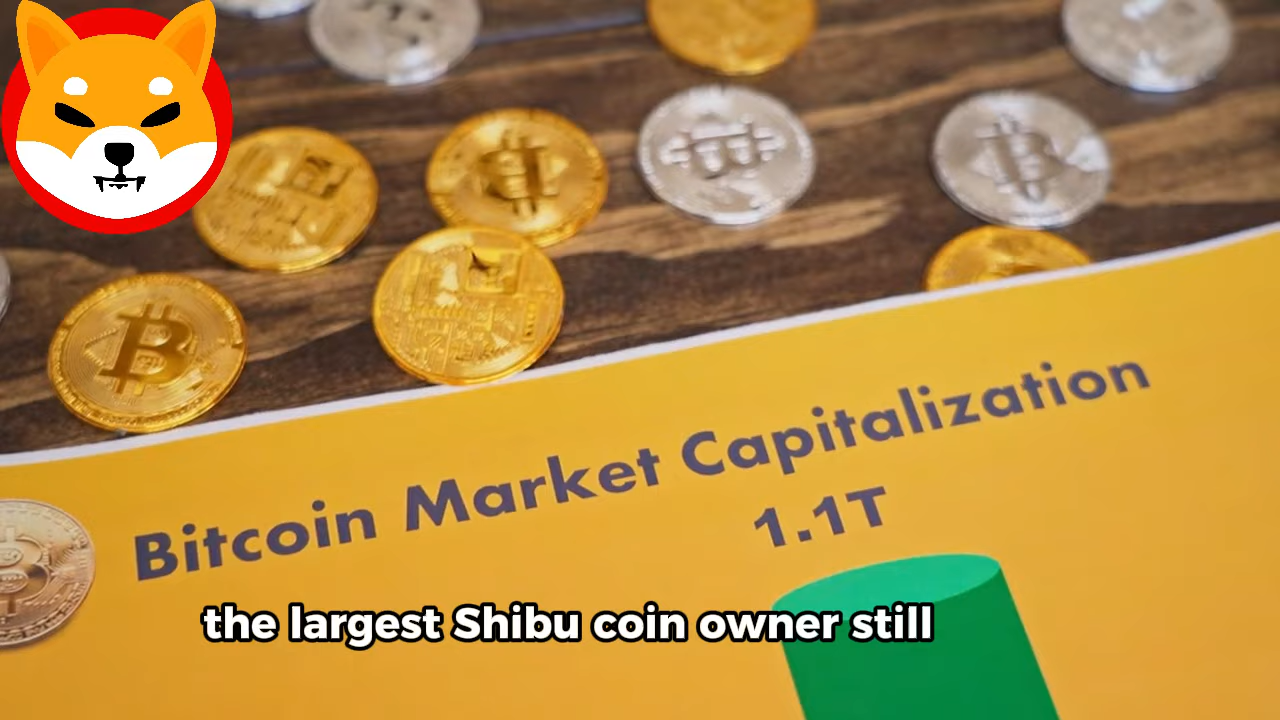 Bitcoin Market Capitalization
1.1T
the largest Shibu coin owner still